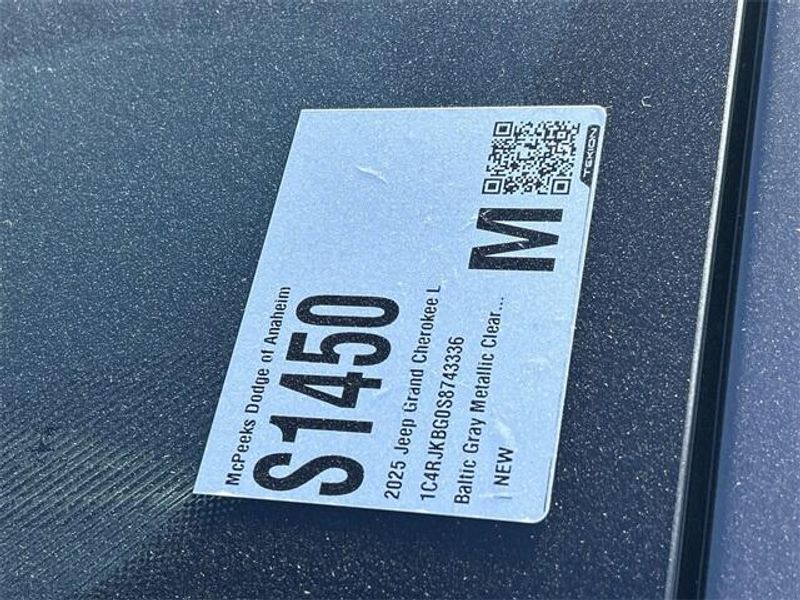 McPeeks Dodge of Anaheim
S1450
2025 Jeep Grand Cherokee L
1C4RJKBG0S8743336
Baltic Gray Metallic Clear...
| NEW
M
TEKION